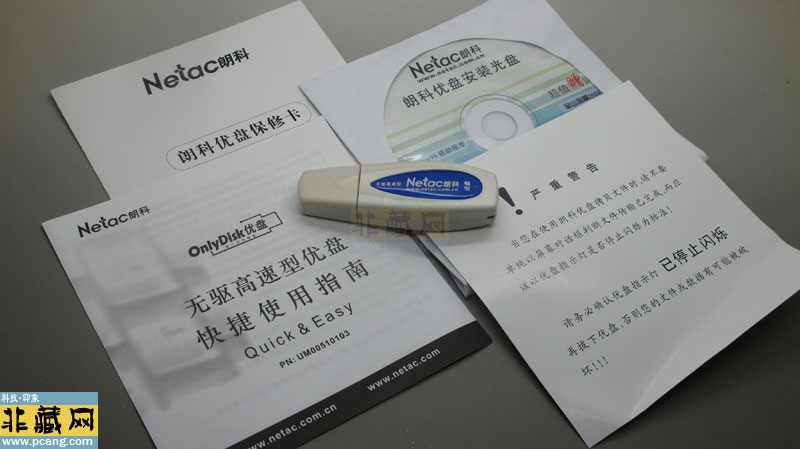 Netac朗科
朗科优盘保修卡
Netac朗科
www.netac.com.cn
朗科优盘安装光盘
超值赠
驱动程序
无驱高速型
Netac朗科
www.netac.com.cn
Netac朗科
OnlyDisk优盘
无驱高速型优盘
快捷使用指南
Quick & Easy
PN: UM00510103
www.netac.com.cn
www.netac.com
! 严重警告
当您在使用朗科优盘拷贝文件时,请不要
单纯以屏幕对话框判断文件传输已完成,而应
该以优盘指示灯是否停止闪烁为标准!
请务必确认优盘指示灯 已停止闪烁
再拔下优盘,否则您的文件或数据有可能被破
坏!!!
非藏网
www.pcang.com
科技·印象
非藏网
www.pcang.com